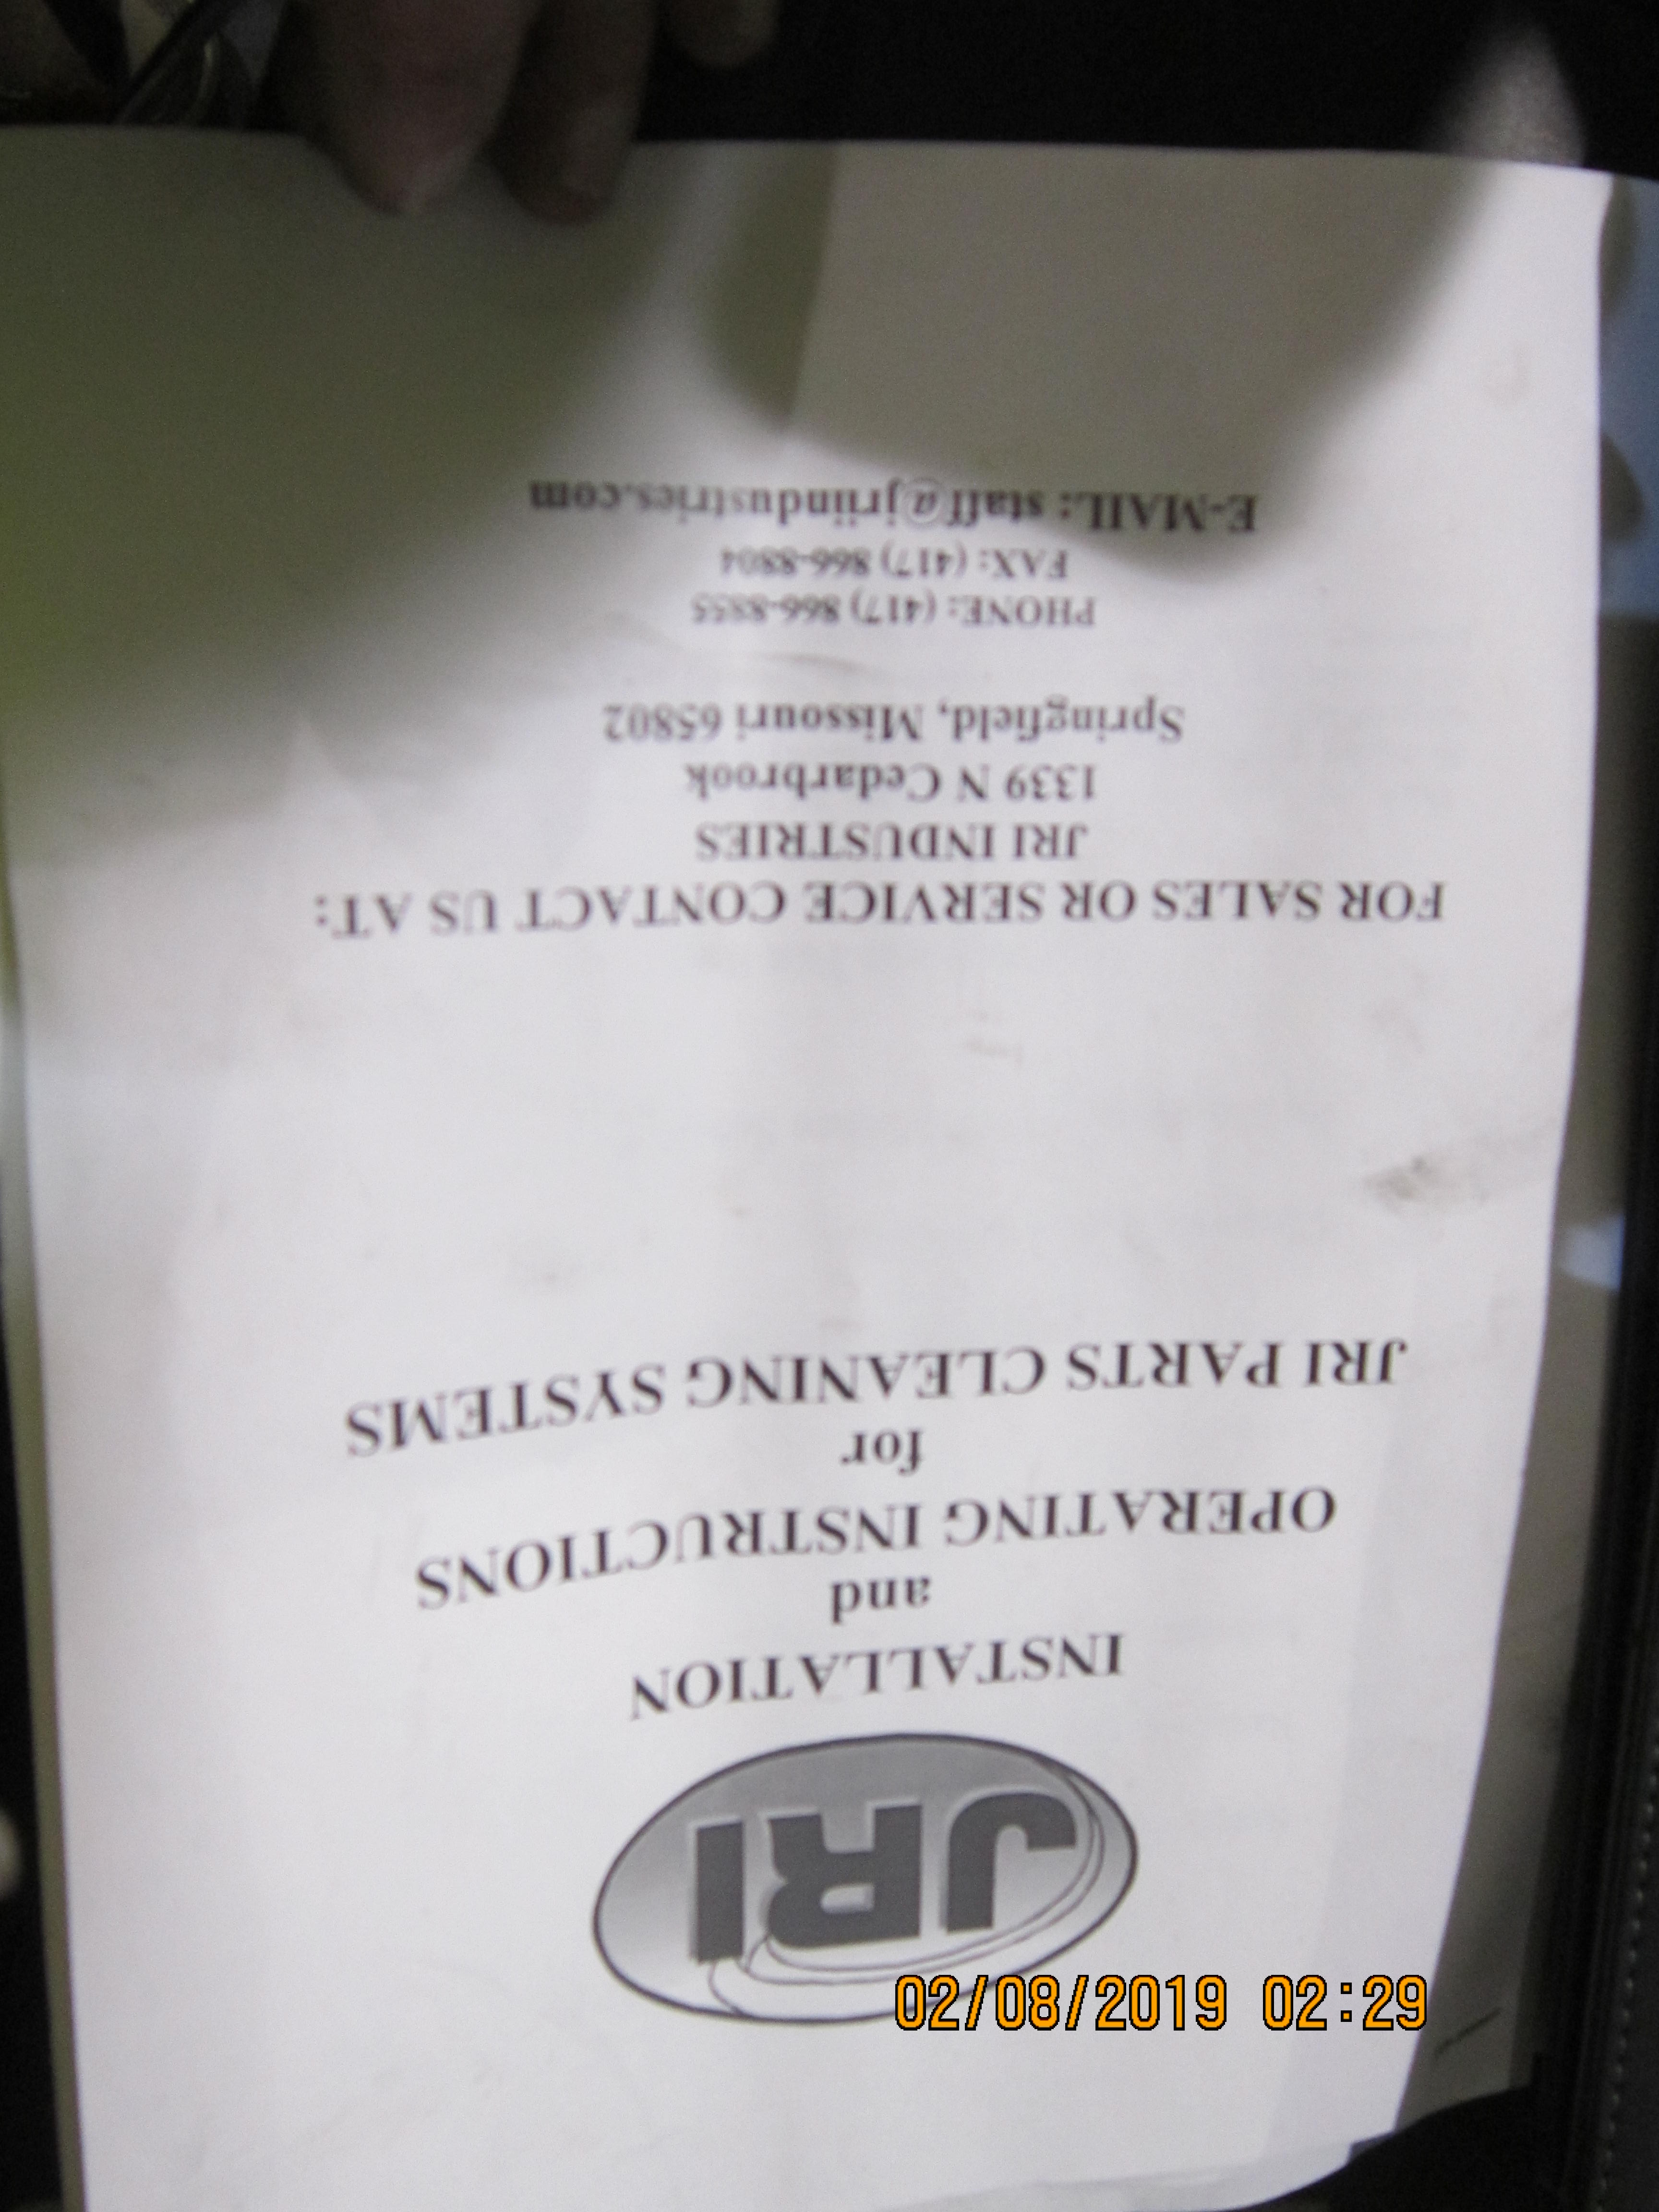 JRI
INSTALLATION
and
OPERATING INSTRUCTIONS
for
JRI PARTS CLEANING SYSTEMS
FOR SALES OR SERVICE CONTACT US AT:
JRI INDUSTRIES
1339 N Cedarbrook
Springfield, Missouri 65802
PHONE: (417) 866-8855
FAX: (417) 866-8804
E-MAIL: staff@jriindustries.com
02/08/2019 02:29